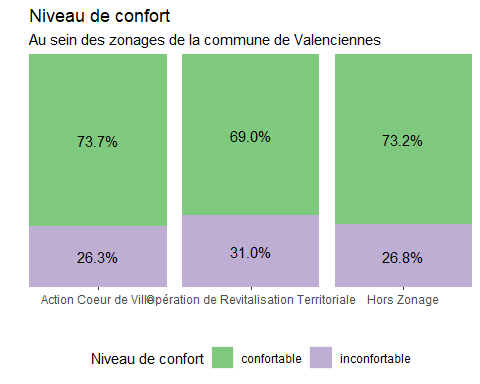 Niveau de confort
Au sein des zonages de la commune de Valenciennes
73.7% 69.0% 73.2%
26.3% 31.0% 26.8%
Action Coeur de Ville Opération de Revitalisation Territoriale Hors Zonage
Niveau de confort confortable inconfortable